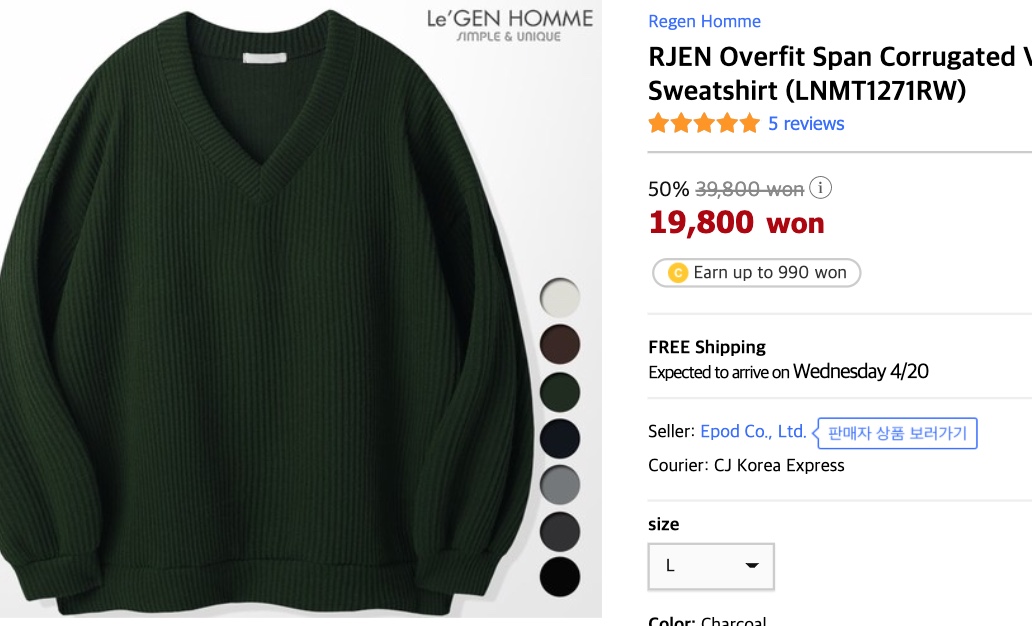 Le'GEN HOMME
SIMPLE & UNIQUE
Regen Homme
RJEN Overfit Span Corrugated
Sweatshirt (LNMT1271RW)
5 reviews
50% 39,800 won i
19,800 won
C Earn up to 990 won
FREE Shipping
Expected to arrive on Wednesday 4/20
Seller: Epod Co., Ltd. 판매자 상품 보러가기
Courier: CJ Korea Express
size
L
Color: Charcoal